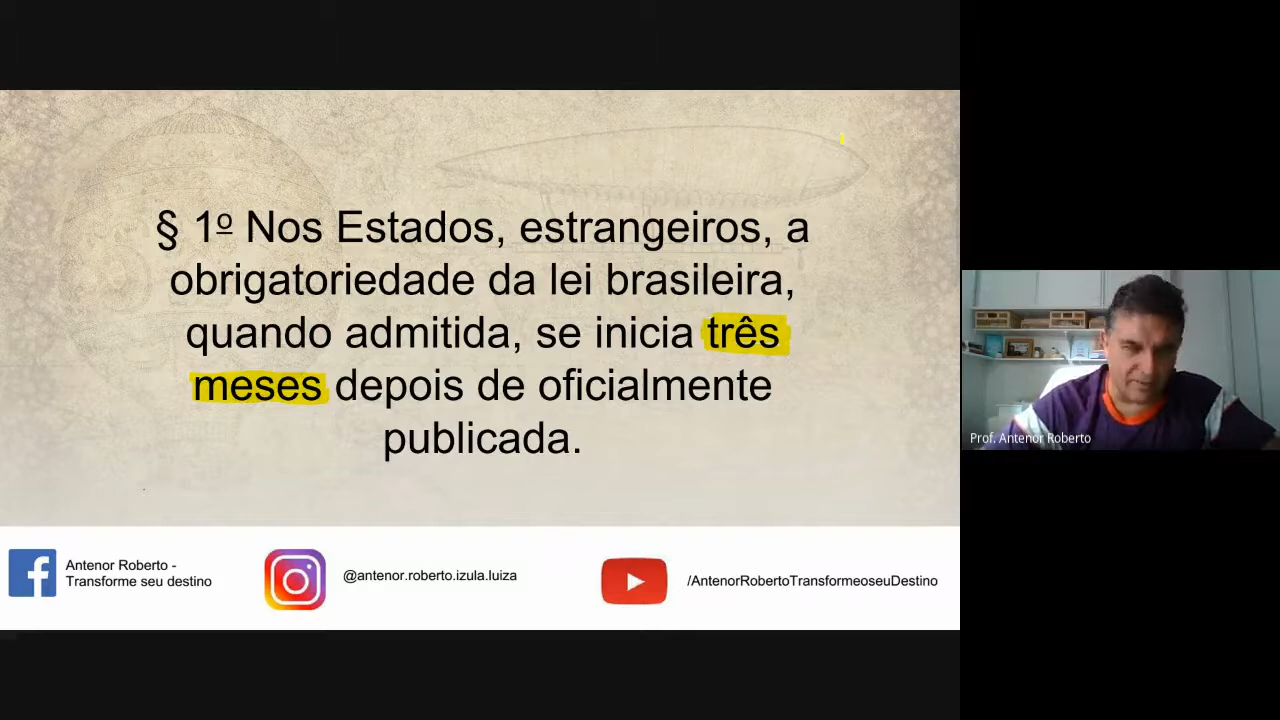 § 1º Nos Estados, estrangeiros, a
obrigatoriedade da lei brasileira,
quando admitida, se inicia três
meses depois de oficialmente
publicada.
Prof. Antenor Roberto
Antenor Roberto -
Transforme seu destino
@antenor.roberto.izula.luiza
/AntenorRobertoTransformeoseuDestino